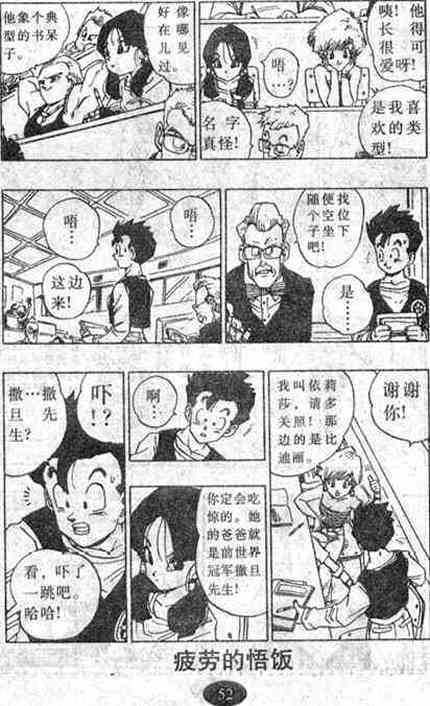 咦！他
长得
很可
爱呀！
是我喜
欢的类
型！
唔
…?
名字
真怪！
好像
在哪
儿见
过。
他象个典
型的书呆
子。
随便找
个空位
子坐下
吧！
是…
…
唔
…
唔
…
这边
来！
谢谢
你！
我叫依莉
莎，请多
关照！那
边的是比
迪丽。
啊…
…
你定会吃
惊的。她
的爸爸就
是前世界
冠军撒旦
先生！
吓
!？
撒…撒
旦先
生？
看，吓了
一跳吧。
哈哈！
疲劳的悟饭
52